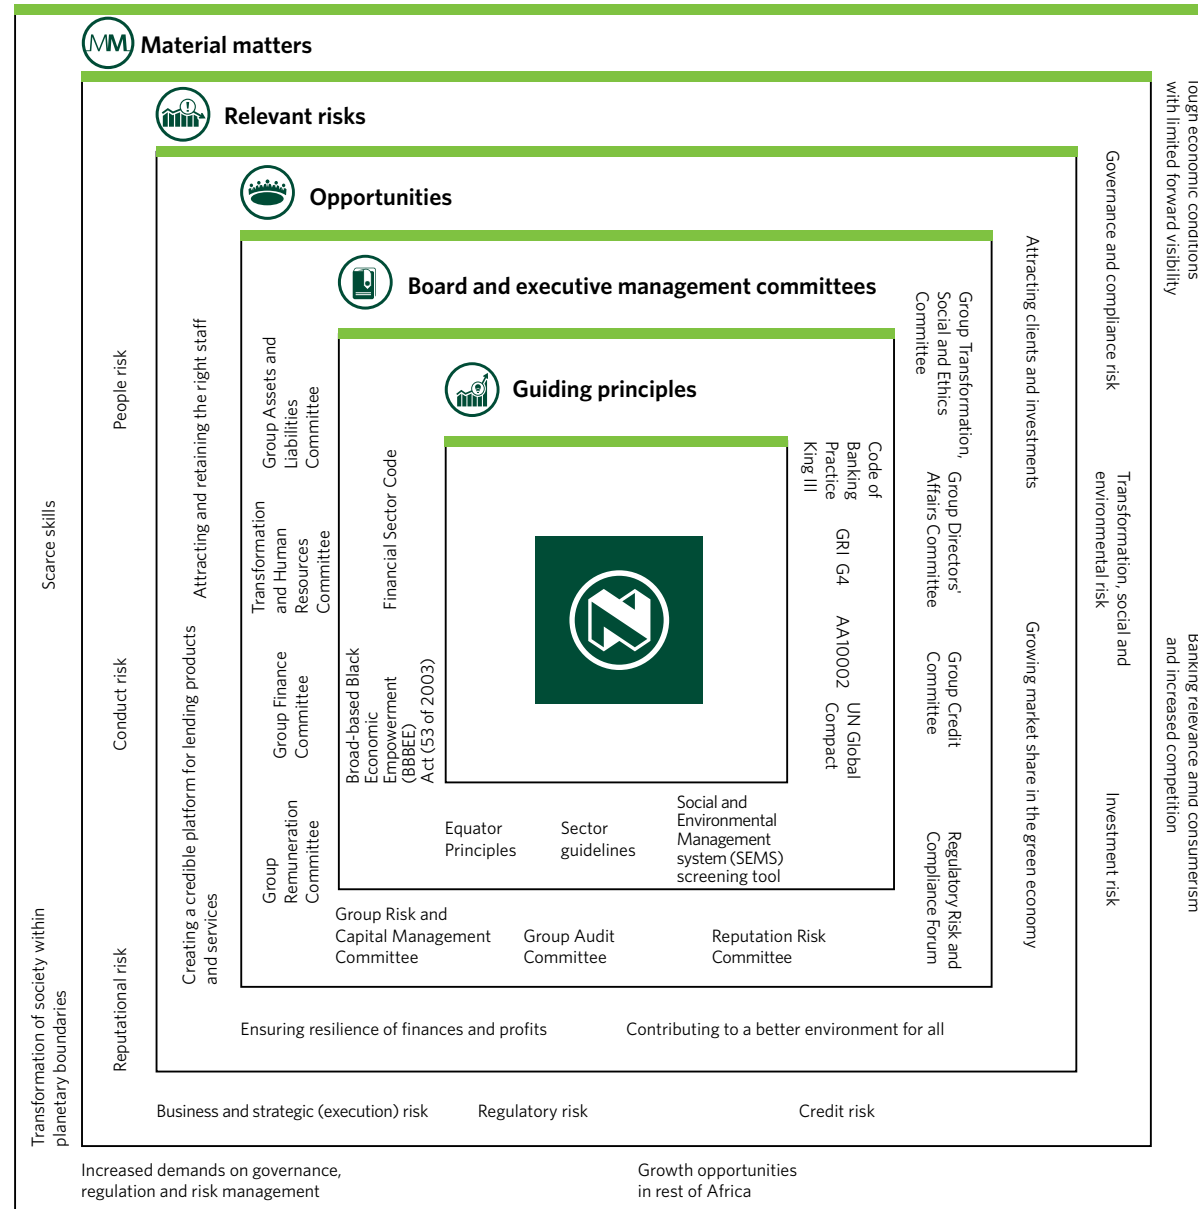 Material matters
Relevant risks
Opportunities
Board and executive management committees
Guiding principles
Scarce skills
Transformation of society within
planetary boundaries
Increased demands on governance,
regulation and risk management
Growth opportunities
in rest of Africa
Banking relevance amid consumerism
and increased competition
Tough economic conditions
with limited forward visibility
People risk
Conduct risk
Reputational risk
Business and strategic (execution) risk
Regulatory risk
Credit risk
Investment risk
Transformation, social and
environmental risk
Governance and compliance risk
Attracting and retaining the right staff
Creating a credible platform for lending products
and services
Ensuring resilience of finances and profits
Contributing to a better environment for all
Growing market share in the green economy
Attracting clients and investments
Group Assets and
Liabilities
Committee
Transformation
and Human
Resources
Committee
Group Finance
Committee
Group
Remuneration
Committee
Group Risk and
Capital Management
Committee
Group Audit
Committee
Reputation Risk
Committee
Regulatory Risk and
Compliance Forum
Group Credit
Committee
Group Directors'
Affairs Committee
Group Transformation,
Social and Ethics
Committee
Financial Sector Code
Broad-based Black
Economic
Empowerment
(BBBEE)
Act (53 of 2003)
Equator
Principles
Sector
guidelines
Social and
Environmental
Management
system (SEMS)
screening tool
UN Global
Compact
AA10002
GRI G4
Code of
Banking
Practice
King III
MM
N